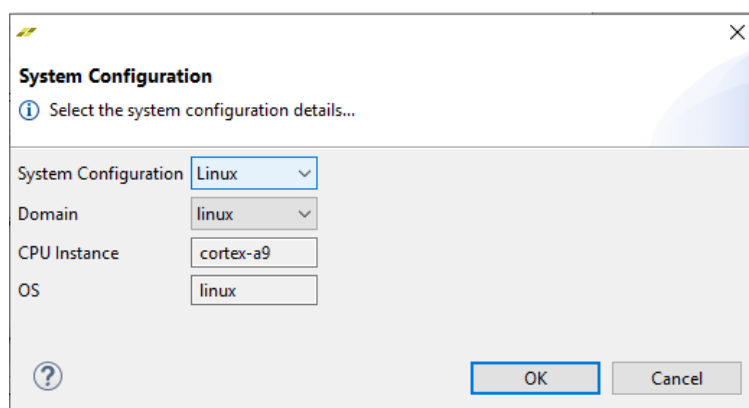 System Configuration
Select the system configuration details...
System Configuration Linux
Domain linux
CPU Instance cortex-a9
OS linux
OK Cancel